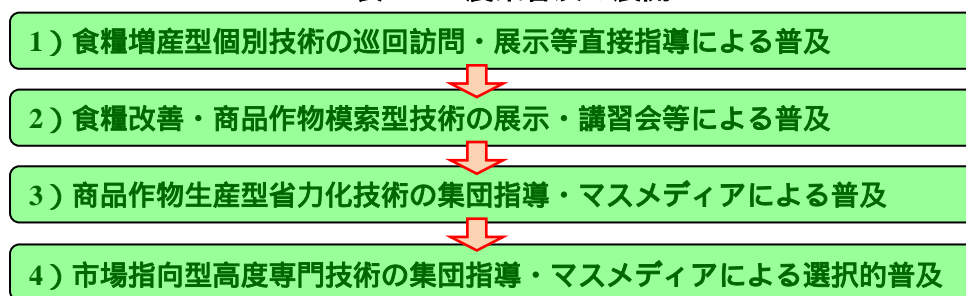 1）食糧増産型個別技術の巡回訪問・展示等直接指導による普及
2）食糧改善・商品作物模索型技術の展示・講習会等による普及
3）商品作物生産型省力化技術の集団指導・マスメディアによる普及
4）市場指向型高度専門技術の集団指導・マスメディアによる選択的普及